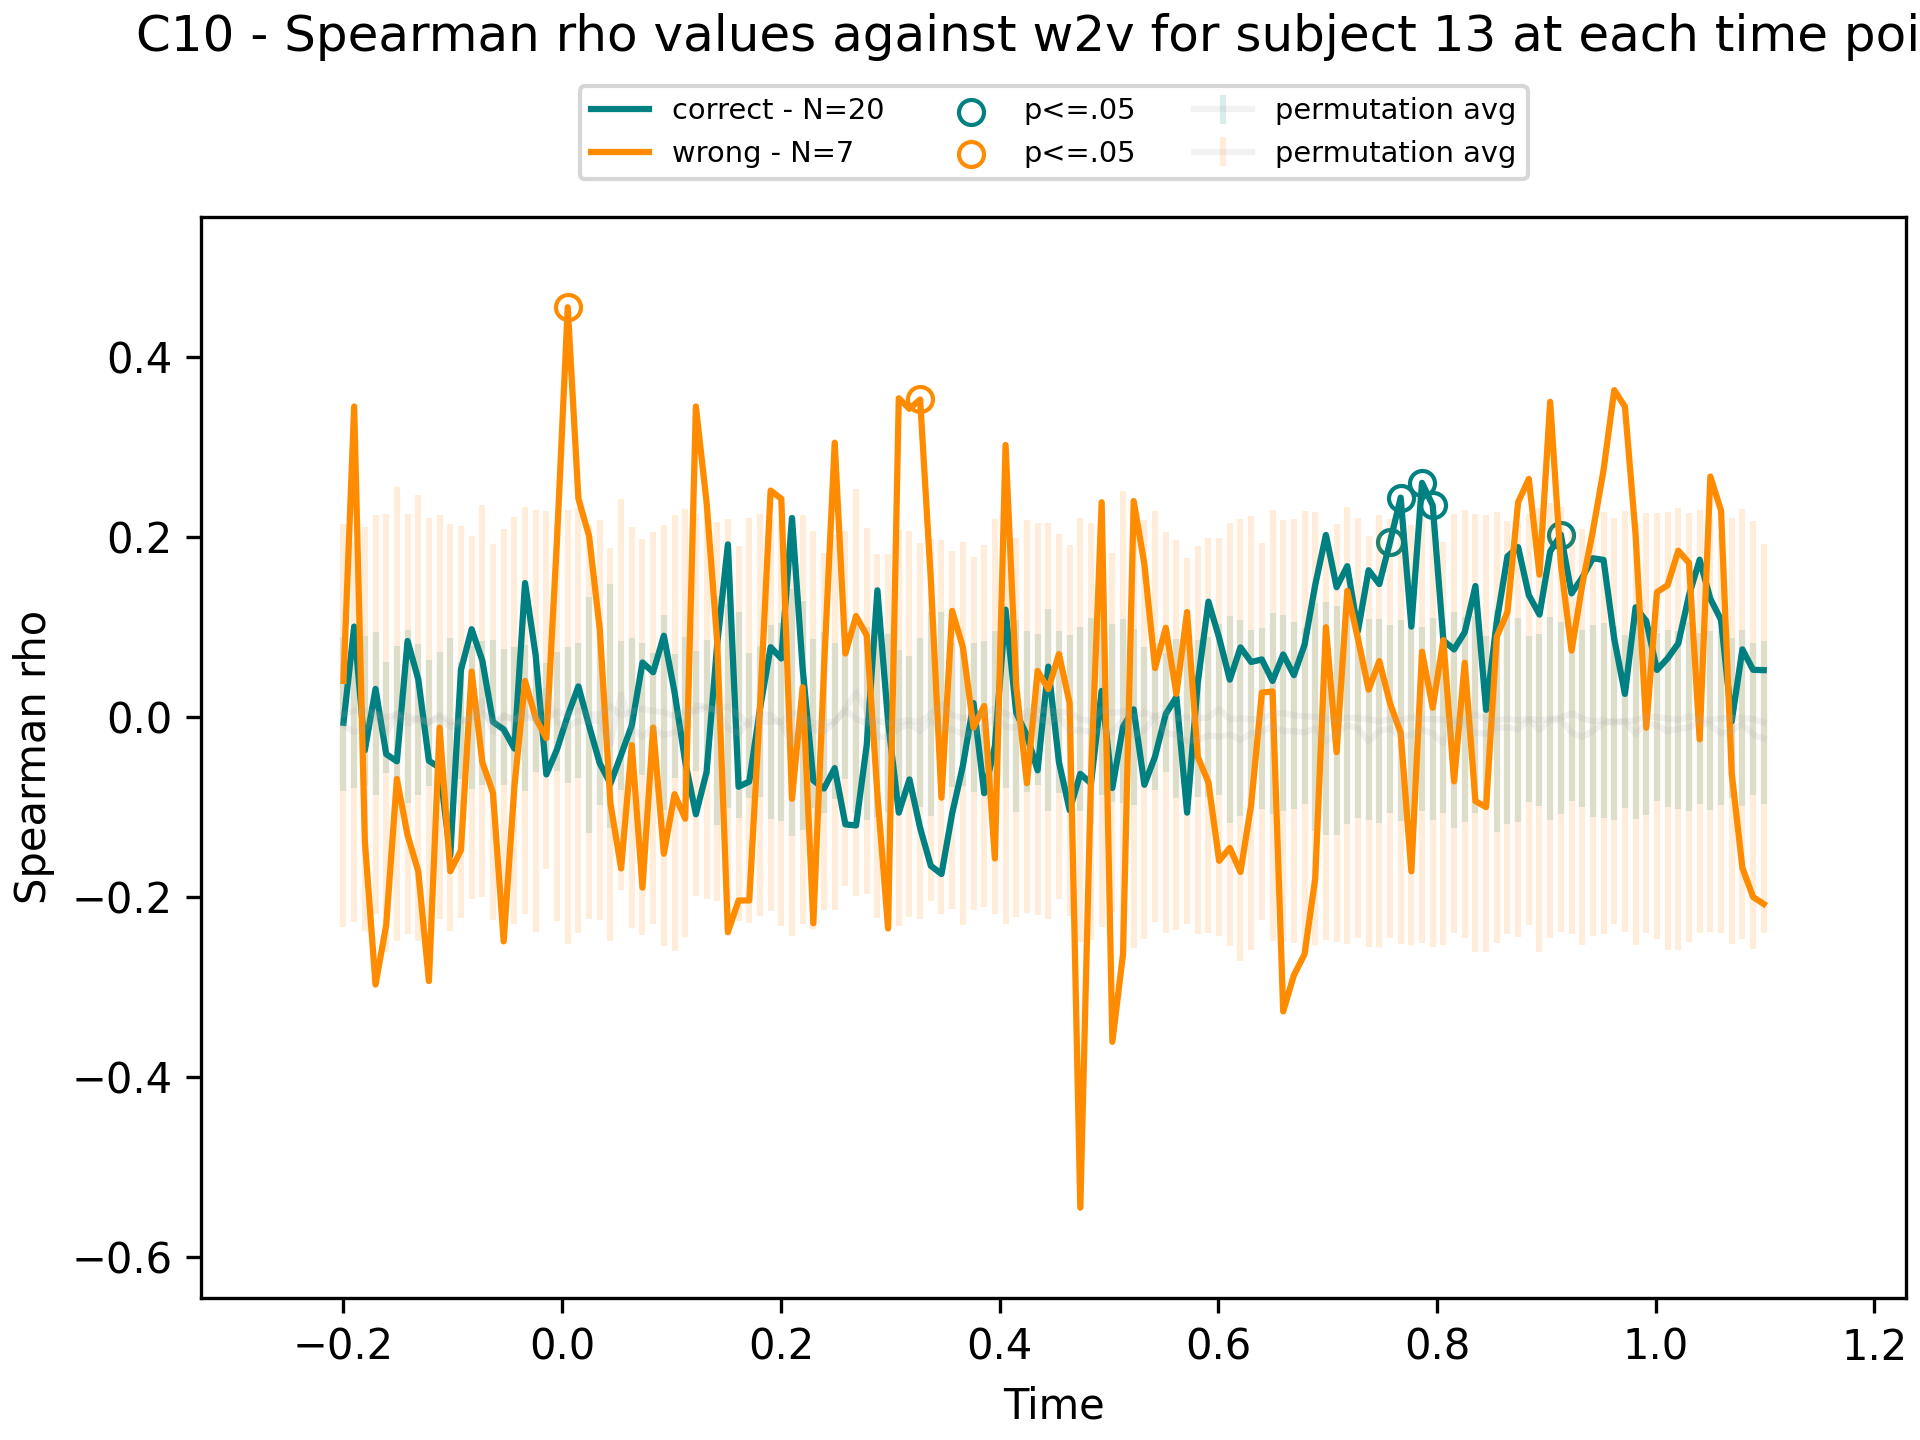 C10 - Spearman rho values against w2v for subject 13 at each time poi
correct - N=20 p<=.05 permutation avg
wrong - N=7 p<=.05 permutation avg
0.4
0.2
0.0
−0.2
−0.4
−0.6
Spearman rho
−0.2 0.0 0.2 0.4 0.6 0.8 1.0 1.2
Time